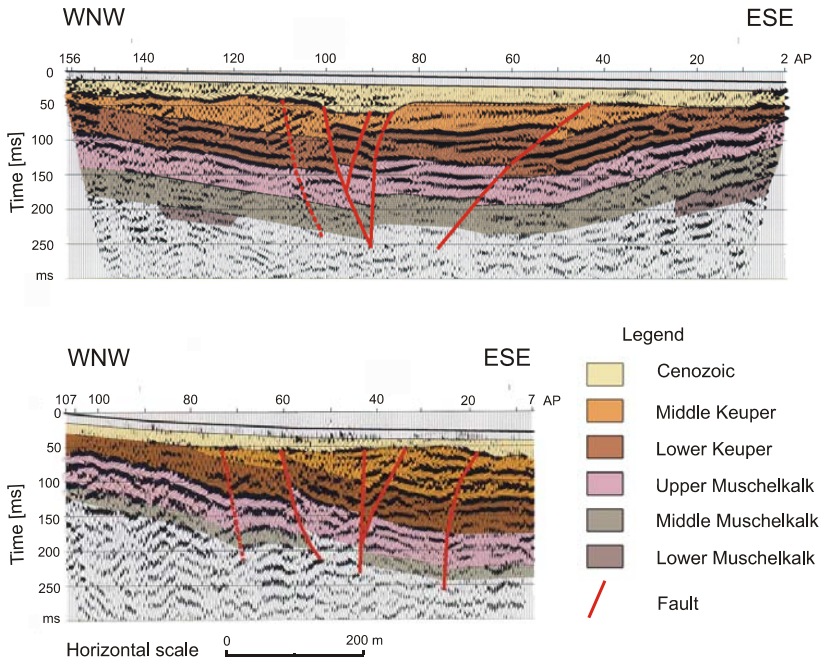 WNW ESE
156 140 120 100 80 60 40 2 AP
0
50
100
150
200
250
ms
Time [ms]
WNW ESE
107 100 80 60 40 20 7 AP
0
50
100
150
200
250
ms
Time [ms]
Horizontal scale 0 200 m
Legend
Cenozoic
Middle Keuper
Lower Keuper
Upper Muschelkalk
Middle Muschelkalk
Lower Muschelkalk
Fault